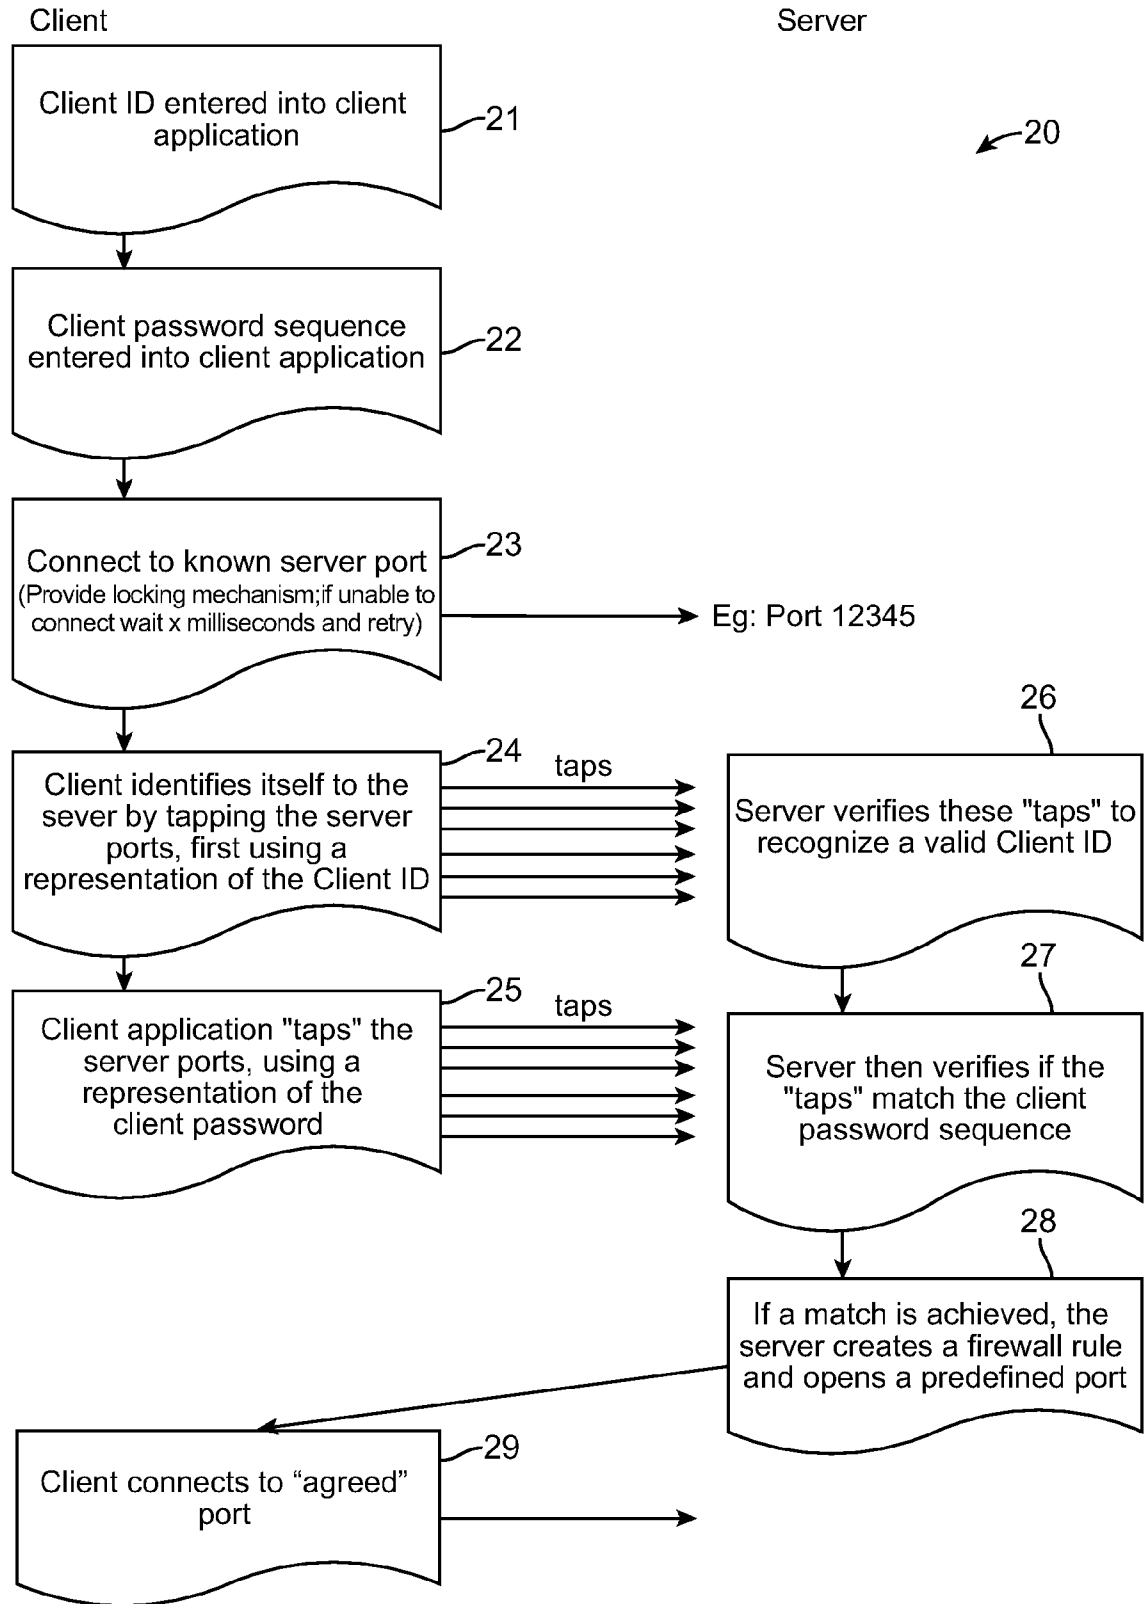 Client
Server
Client ID entered into client
application
21
20
Client password sequence
entered into client application
22
Connect to known server port
(Provide locking mechanism;if unable to
connect wait x milliseconds and retry)
23
Eg: Port 12345
Client identifies itself to the
sever by tapping the server
ports, first using a
representation of the Client ID
24
taps
26
Server verifies these "taps" to
recognize a valid Client ID
Client application "taps" the
server ports, using a
representation of the
client password
25
taps
27
Server then verifies if the
"taps" match the client
password sequence
28
If a match is achieved, the
server creates a firewall rule
and opens a predefined port
Client connects to “agreed”
port
29